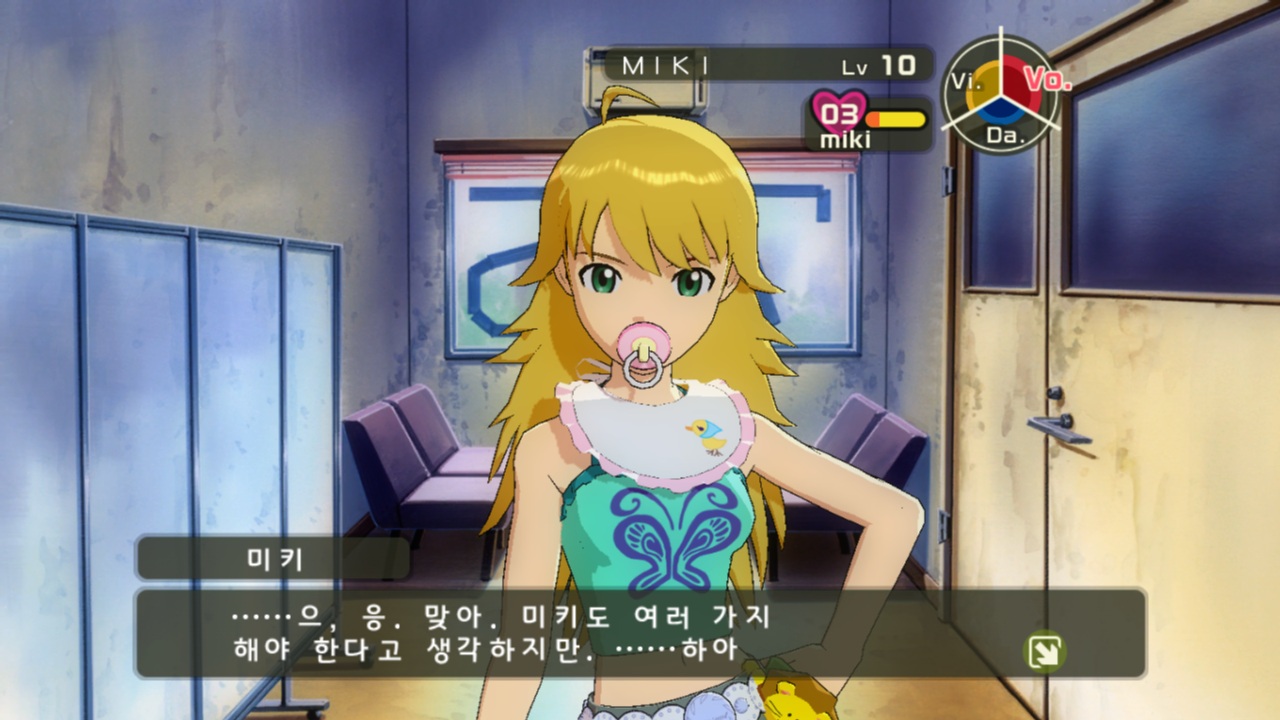 MIKI Lv 10
03
miki
Vi. Vo.
Da.
미키
……으, 응. 맞아. 미키도 여러 가지
해야 한다고 생각하지만. ……하아